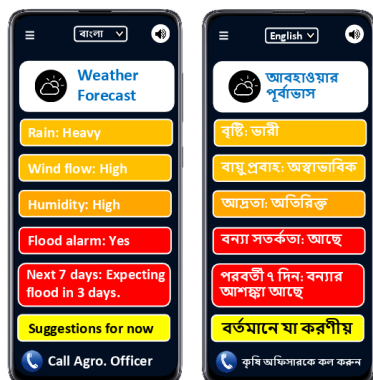 বাংলা
Weather
Forecast
Rain: Heavy
Wind flow: High
Humidity: High
Flood alarm: Yes
Next 7 days: Expecting
flood in 3 days.
Suggestions for now
Call Agro. Officer
English
আবহাওয়ার
পূর্বাভাস
বৃষ্টি: ভারী
বায়ু প্রবাহ: অস্বাভাবিক
আদ্রতা: অতিরিক্ত
বন্যা সতর্কতা: আছে
পরবর্তী ৭ দিন: বন্যার
আশঙ্কা আছে
বর্তমানে যা করণীয়
কৃষি অফিসারকে কল করুন